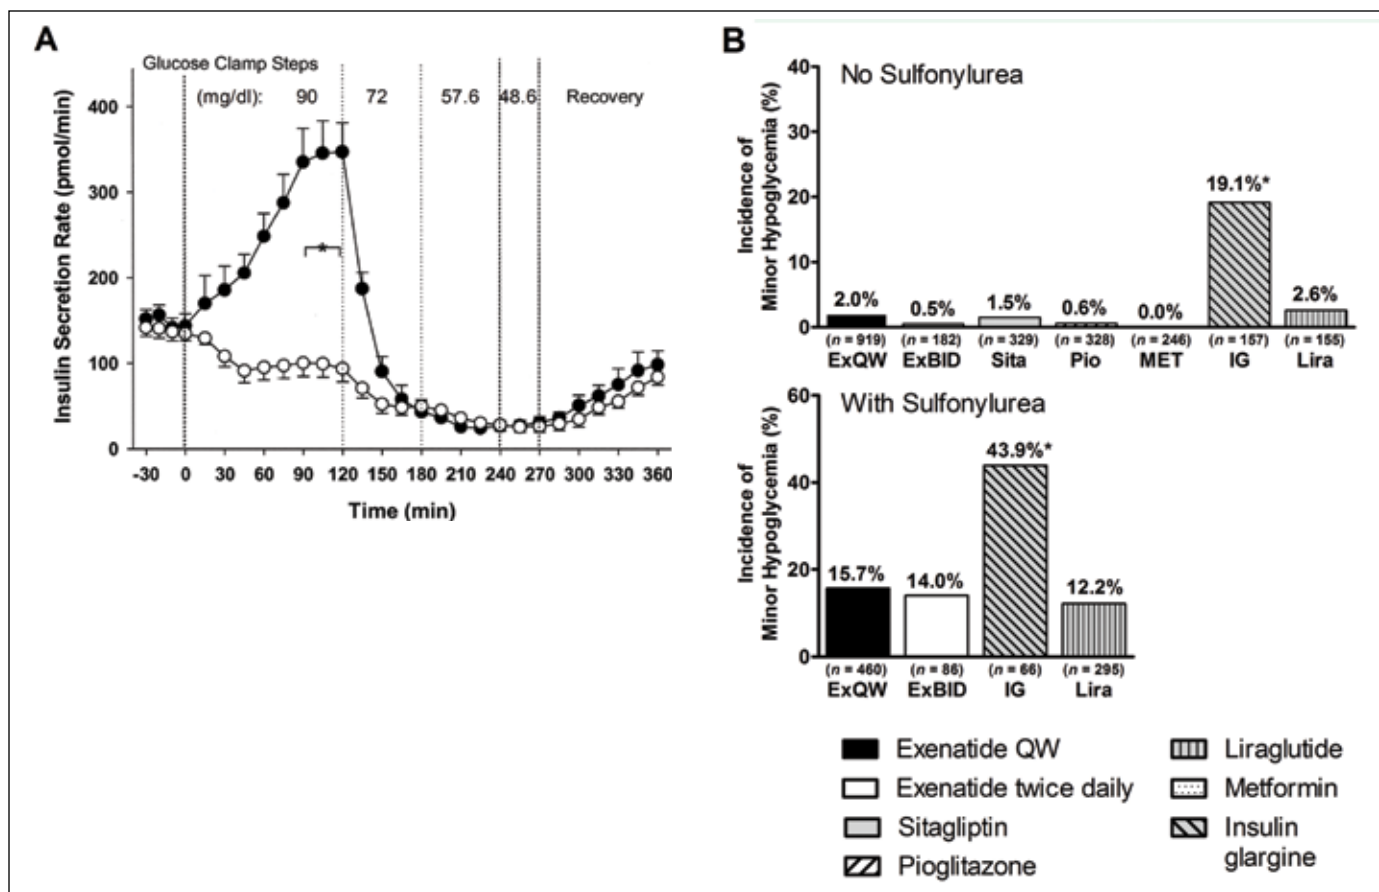 A
Glucose Clamp Steps
(mg/dl): 90 72 57.6 48.6 Recovery
Insulin Secretion Rate (pmol/min)
400
300
200
100
0
*
-30 0 30 60 90 120 150 180 210 240 270 300 330 360
Time (min)
B
No Sulfonylurea
Incidence of
Minor Hypoglycemia (%)
40
30
20
10
0
2.0% 0.5% 1.5% 0.6% 0.0% 19.1%* 2.6%
(n = 919) (n = 182) (n = 329) (n = 328) (n = 246) (n = 157) (n = 155)
ExQW ExBID Sita Pio MET IG Lira
With Sulfonylurea
Incidence of
Minor Hypoglycemia (%)
60
40
20
0
15.7% 14.0% 43.9%* 12.2%
(n = 460) (n = 86) (n = 66) (n = 295)
ExQW ExBID IG Lira
Exenatide QW
Exenatide twice daily
Sitagliptin
Pioglitazone
Liraglutide
Metformin
Insulin
glargine